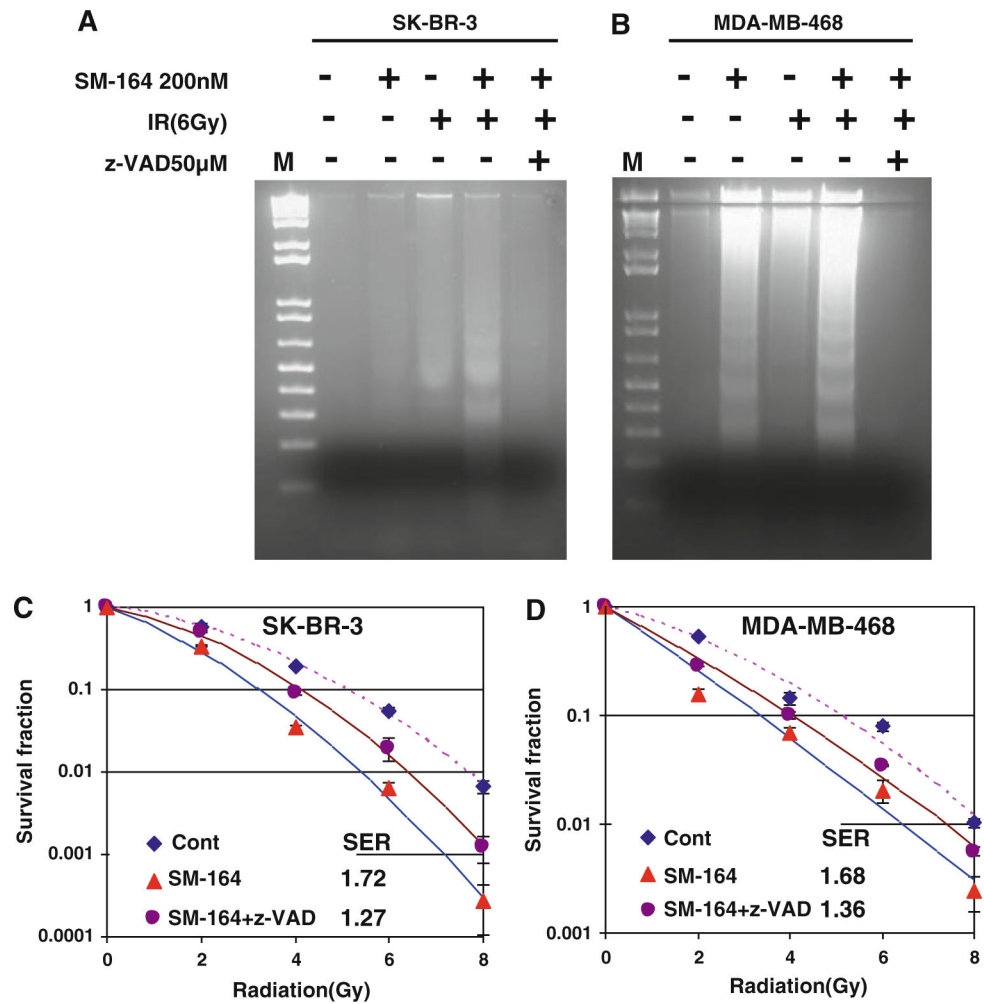 A SK-BR-3 B MDA-MB-468
SM-164 200nM - + - + + - + - + +
IR(6Gy) - - + + + - - + + +
z-VAD50µM M - - - - + M - - - - +
C SK-BR-3
Survival fraction
1
0.1
0.01
0.001
0.0001
Cont SER
SM-164 1.72
SM-164+z-VAD 1.27
0 2 4 6 8
Radiation(Gy)
D MDA-MB-468
Survival fraction
1
0.1
0.01
0.001
Cont SER
SM-164 1.68
SM-164+z-VAD 1.36
0 2 4 6 8
Radiation(Gy)